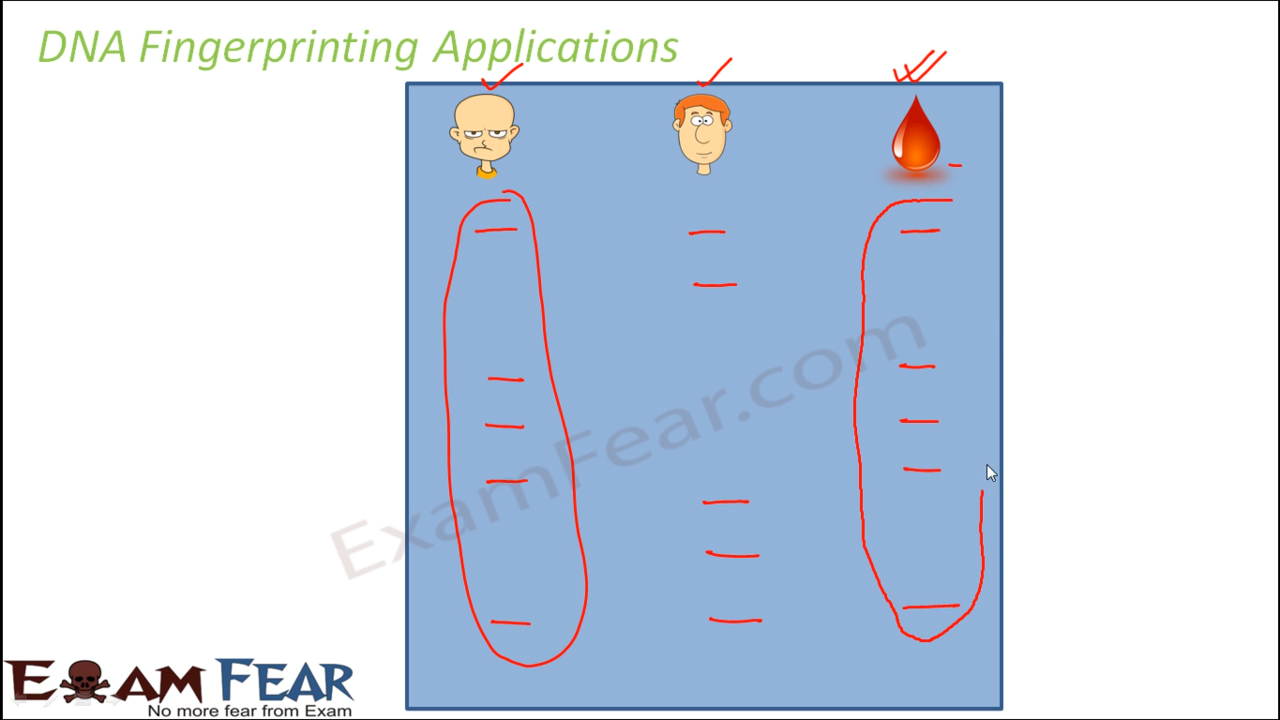 DNA Fingerprinting Applications
ExamFear.com
EXAM FEAR
No more fear from Exam